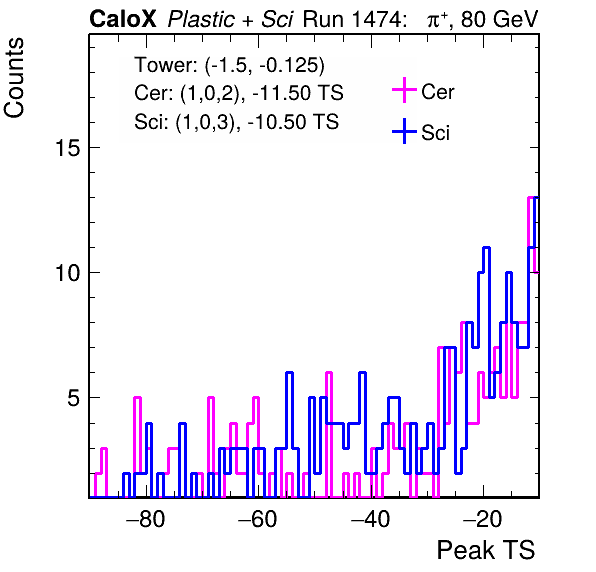 CaloX Plastic + Sci Run 1474: π+, 80 GeV
Counts
Tower: (-1.5, -0.125)
Cer: (1,0,2), -11.50 TS
Sci: (1,0,3), -10.50 TS
Cer
Sci
15
10
5
−80 −60 −40 −20
Peak TS